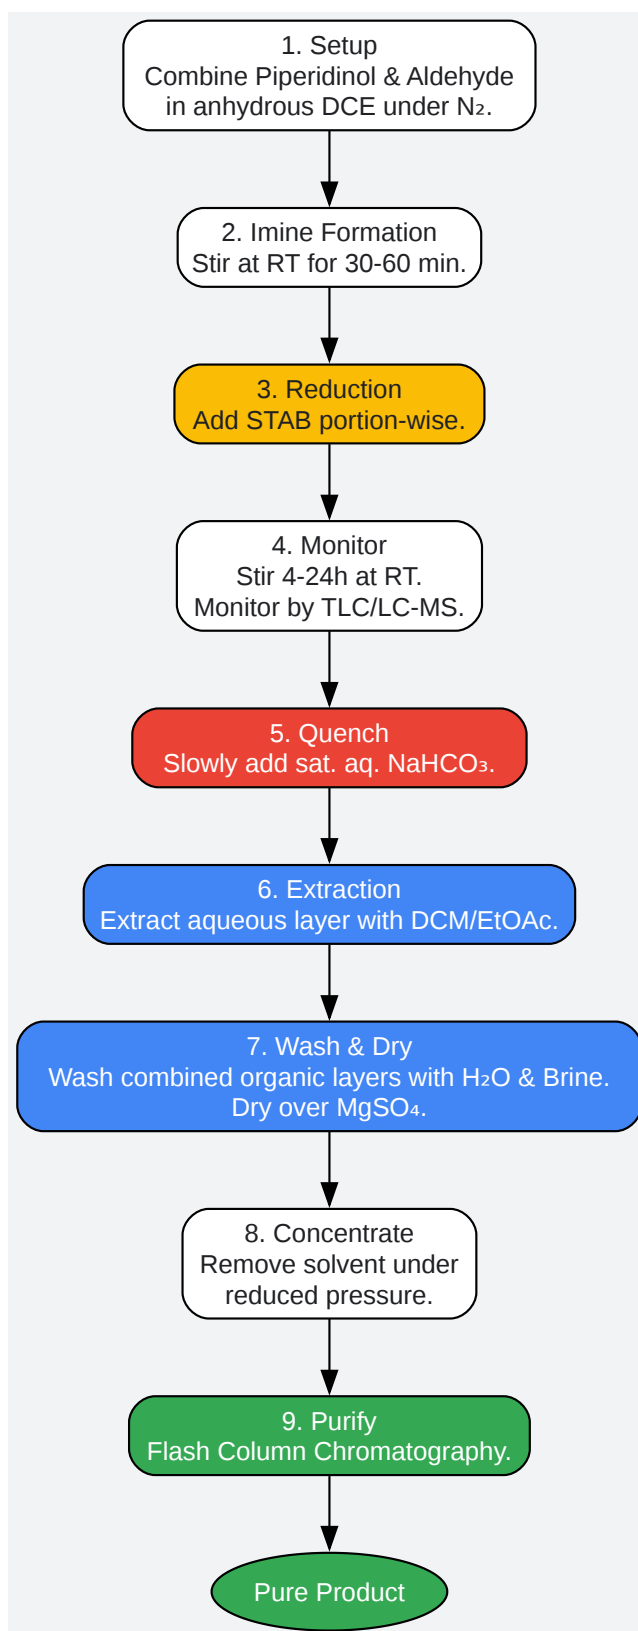 1. Setup
Combine Piperidinol & Aldehyde
in anhydrous DCE under N₂.
2. Imine Formation
Stir at RT for 30-60 min.
3. Reduction
Add STAB portion-wise.
4. Monitor
Stir 4-24h at RT.
Monitor by TLC/LC-MS.
5. Quench
Slowly add sat. aq. NaHCO₃.
6. Extraction
Extract aqueous layer with DCM/EtOAc.
7. Wash & Dry
Wash combined organic layers with H₂O & Brine.
Dry over MgSO₄.
8. Concentrate
Remove solvent under
reduced pressure.
9. Purify
Flash Column Chromatography.
Pure Product